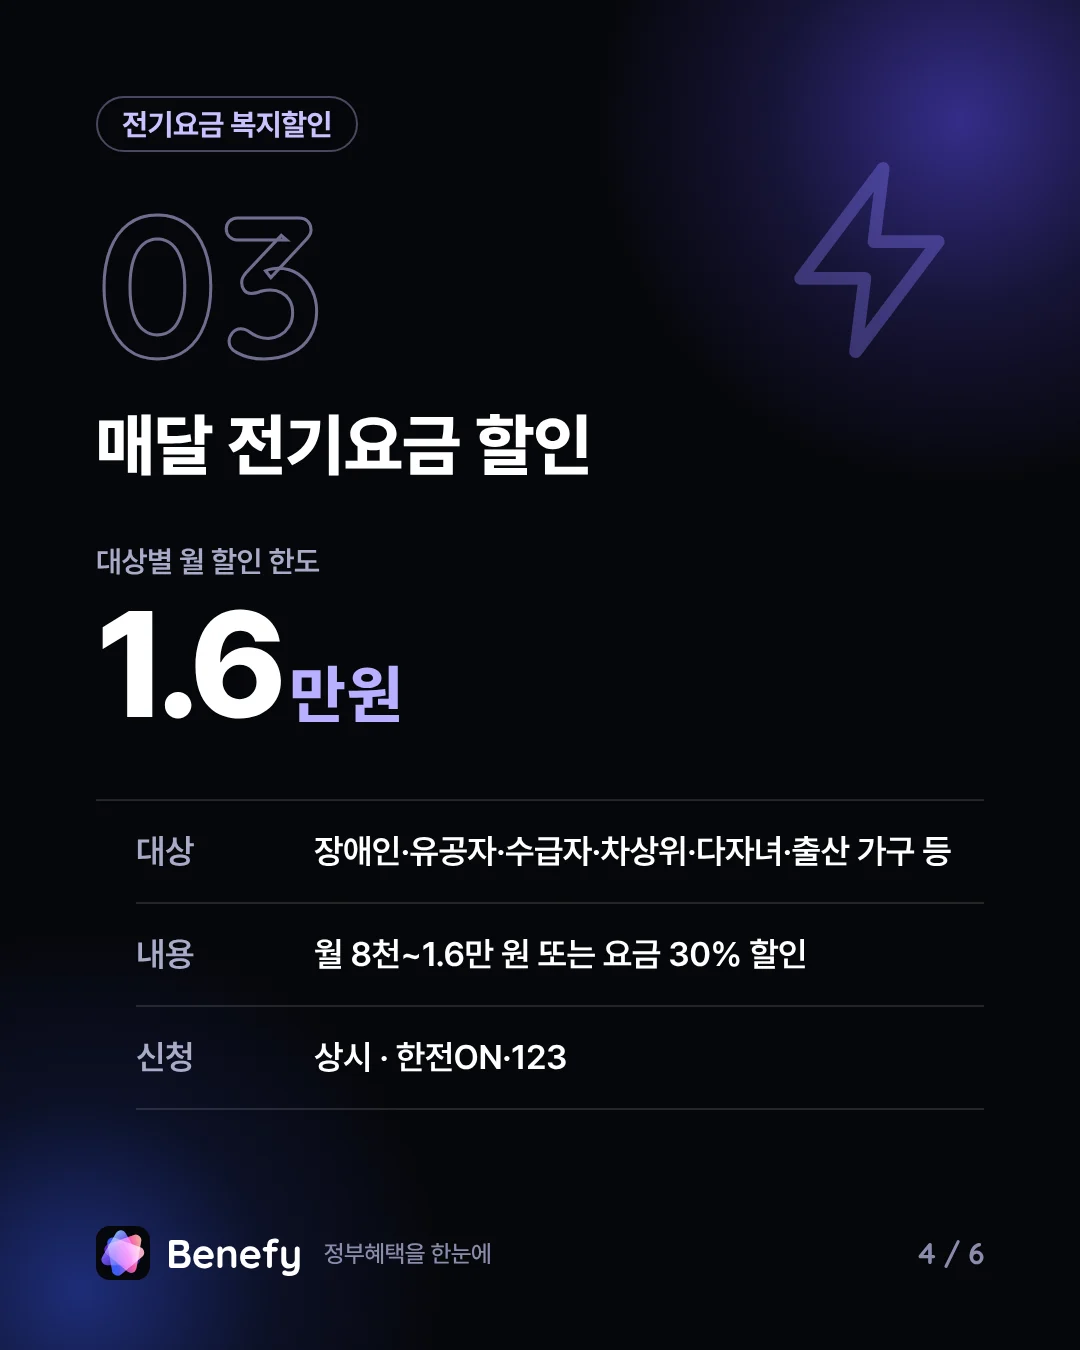 전기요금 복지할인
03
매달 전기요금 할인
대상별 월 할인 한도
1.6만원
대상 장애인·유공자·수급자·차상위·다자녀·출산 가구 등
내용 월 8천~1.6만 원 또는 요금 30% 할인
신청 상시 · 한전ON·123
Benefy 정부혜택을 한눈에 4 / 6